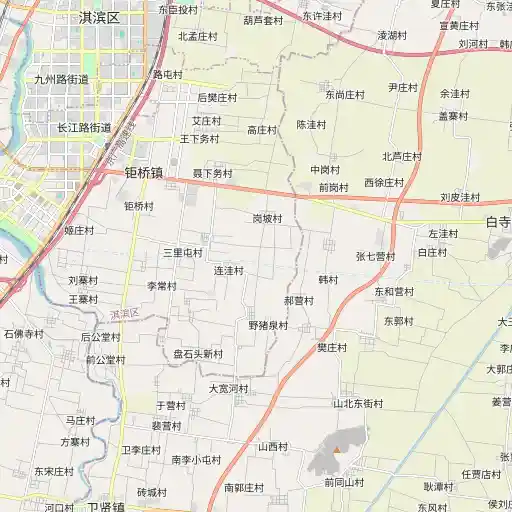 东臣投村
葫芦套村
东许洼村
夏庄村
淇滨区
宣黄庄村
北孟庄村
凌湖村
刘河村
路屯村
九州路街道
尹庄村
后樊庄村
东尚庄村
余洼村
艾庄村
盖寨村
长江路街道
高庄村
陈洼村
王下务村
北芦庄村
中岗村
钜桥镇
聂下务村
西徐庄村
前岗村
刘皮洼村
钜桥村
岗坡村
白寺
姬庄村
左洼村
三里屯村
白庄村
张七营村
连洼村
刘寨村
韩村
李常村
东和营村
王寨村
郝营村
淇滨区
东郭村
野猪泉村
石佛寺村
后公堂村
樊庄村
盘石头新村
前公堂村
大宽河村
于营村
山北东街村
马庄村
裴营村
方寨村
山西村
卫李庄村
南李小屯村
东宋庄村
任贾店村
前同山村
耿潭村
砖城村
南郭庄村
河口村
卫贤镇
东风村